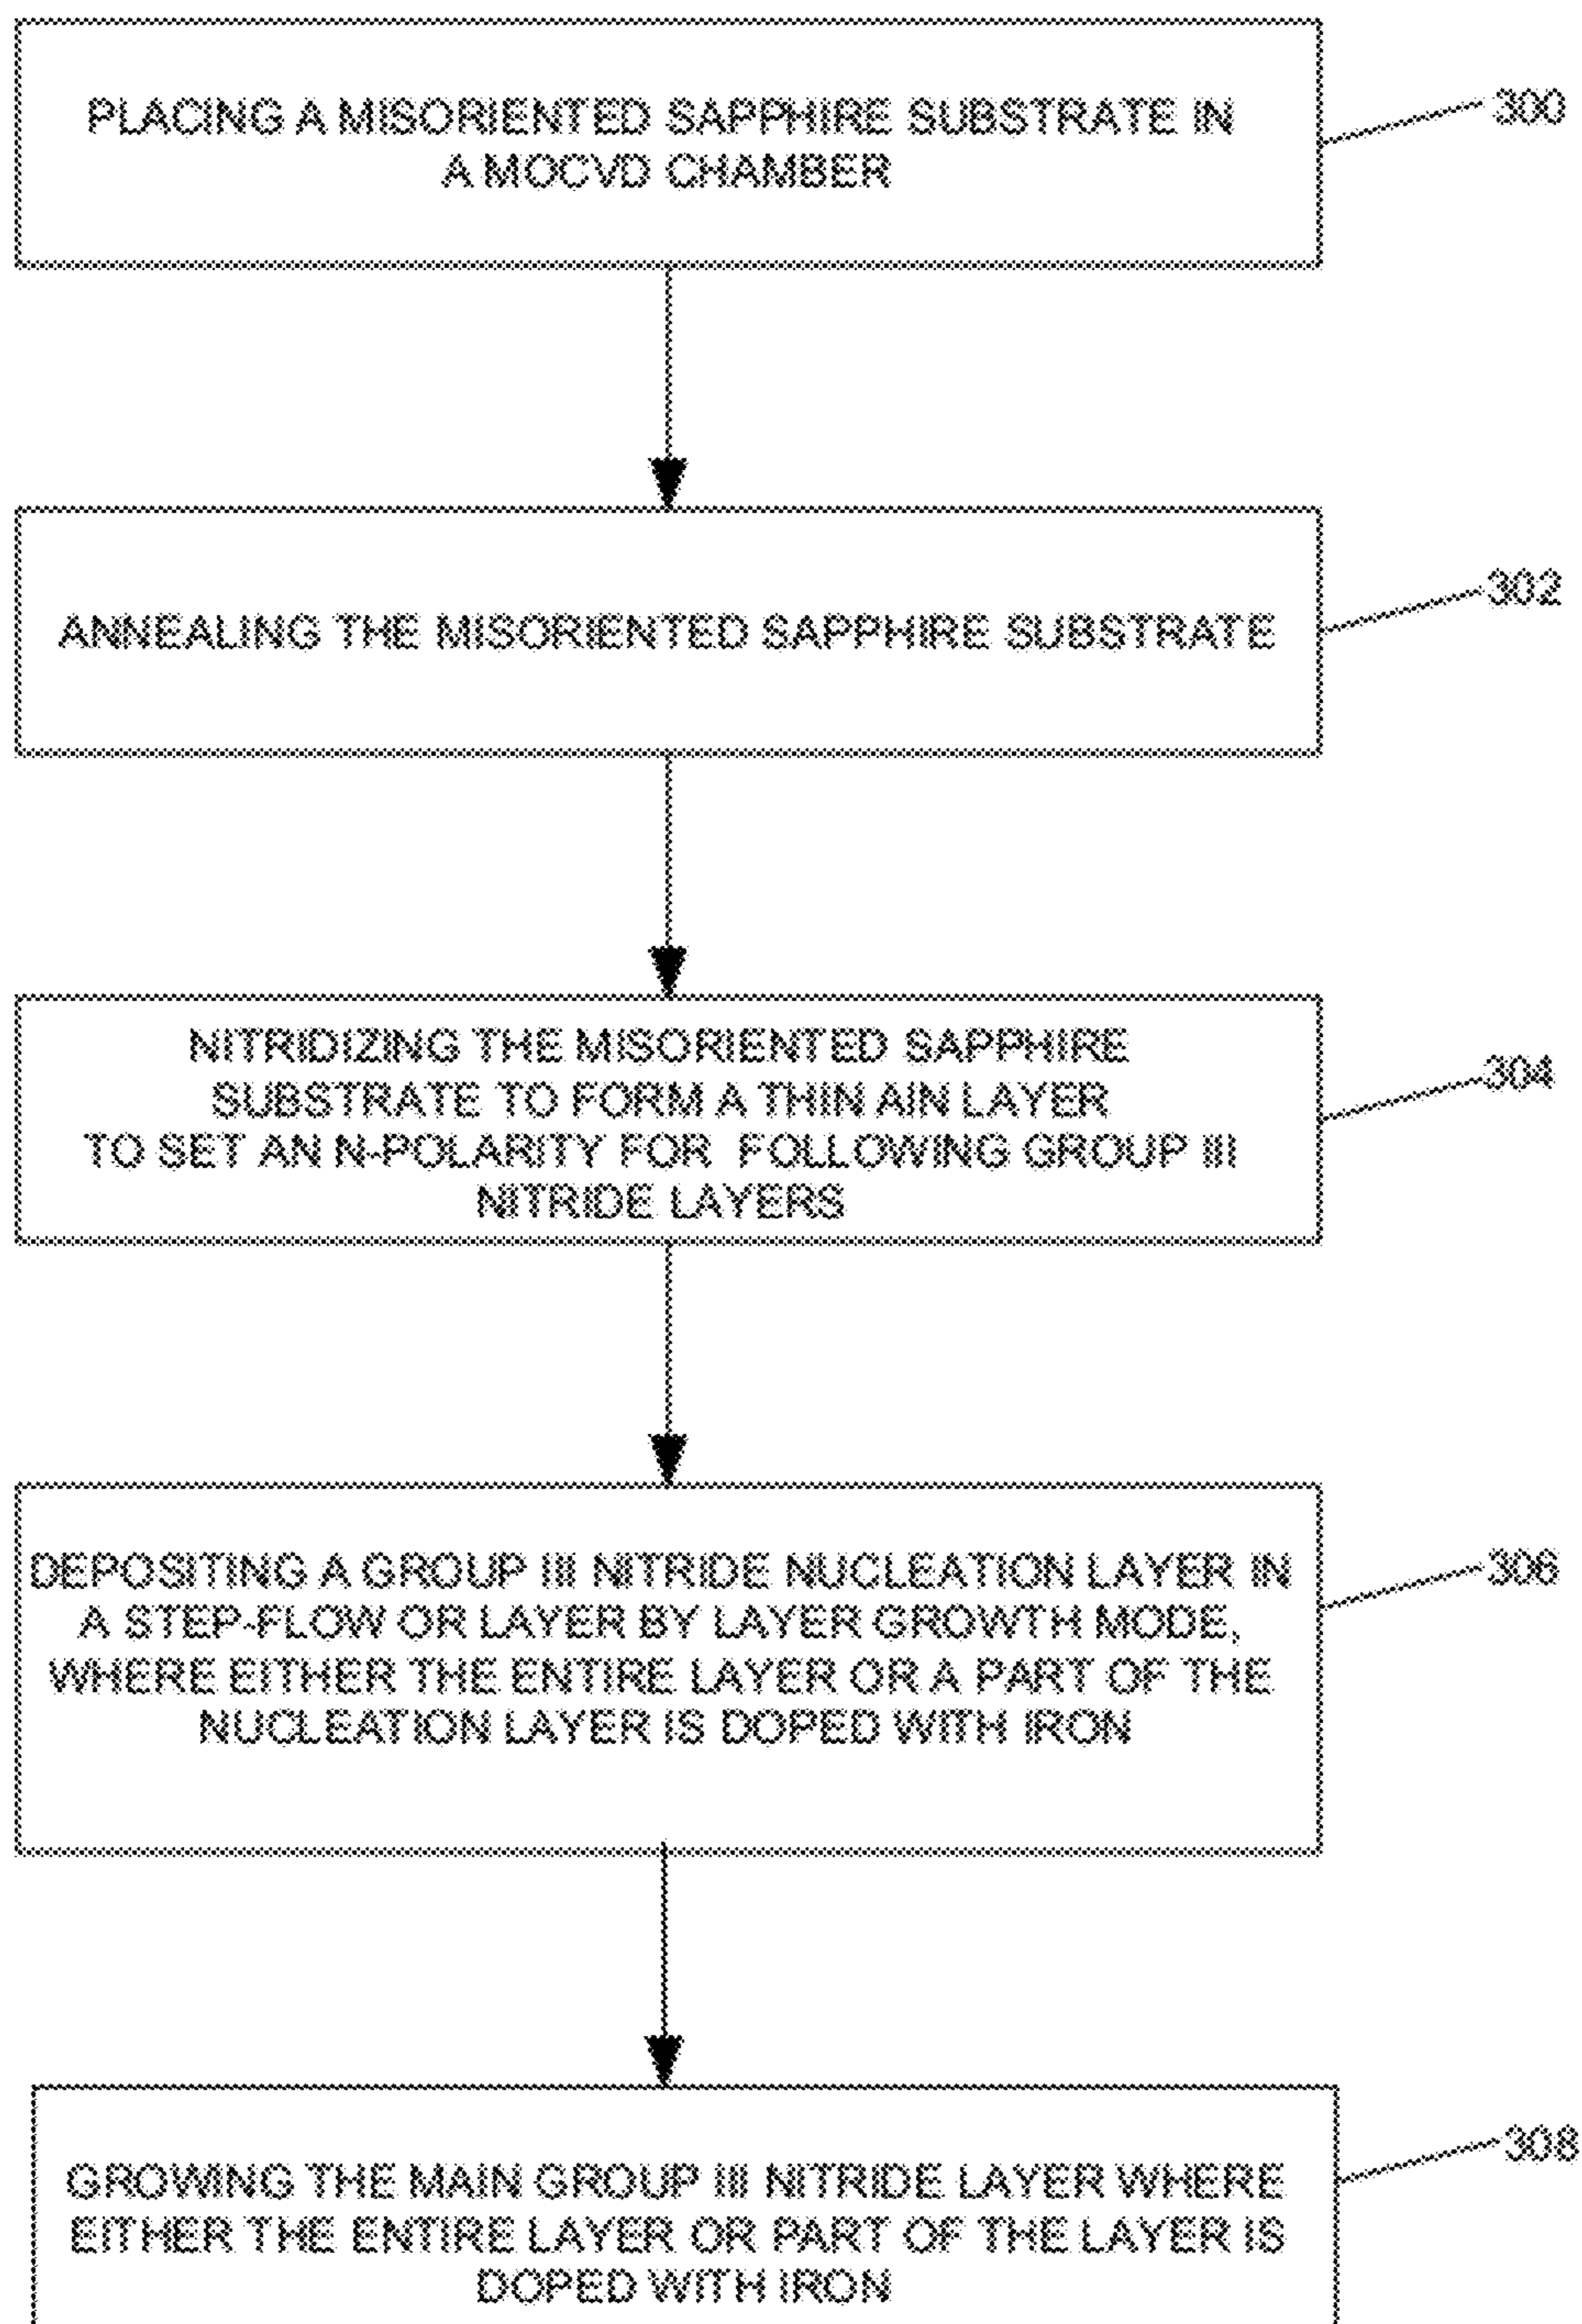 PLACING A MISORIENTED SAPPHIRE SUBSTRATE IN
A MOCVD CHAMBER
300
ANNEALING THE MISORIENTED SAPPHIRE SUBSTRATE
302
NITRIDIZING THE MISORIENTED SAPPHIRE
SUBSTRATE TO FORM A THIN AlN LAYER
TO SET AN N-POLARITY FOR FOLLOWING GROUP III
NITRIDE LAYERS
304
DEPOSITING A GROUP III NITRIDE NUCLEATION LAYER IN
A STEP-FLOW OR LAYER BY LAYER GROWTH MODE,
WHERE EITHER THE ENTIRE LAYER OR A PART OF THE
NUCLEATION LAYER IS DOPED WITH IRON
306
GROWING THE MAIN GROUP III NITRIDE LAYER WHERE
EITHER THE ENTIRE LAYER OR PART OF THE LAYER IS
DOPED WITH IRON
308